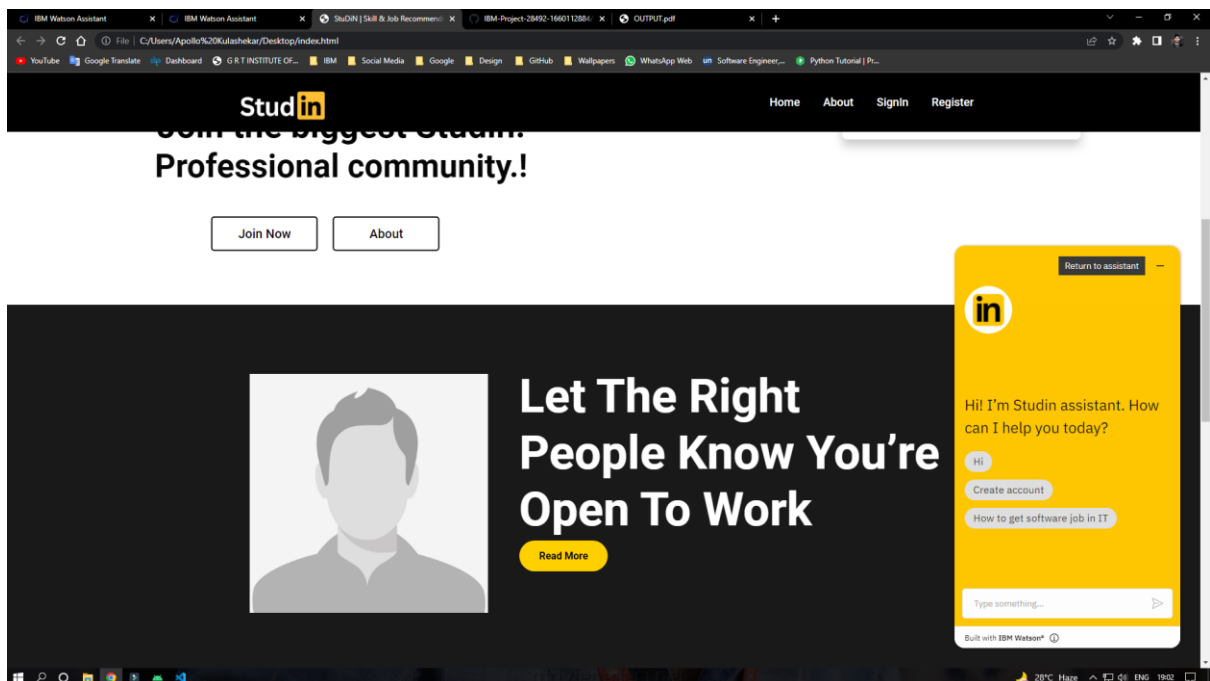 IBM Watson Assistant IBM Watson Assistant StuDiN | Skill & Job Recommend IBM-Project-28492-1660112884/ OUTPUT.pdf
File C:/Users/Apollo%20Kulashekar/Desktop/index.html
YouTube Google Translate Dashboard G R T INSTITUTE OF... IBM Social Media Google Design GitHub Wallpapers WhatsApp Web Software Engineer,... Python Tutorial | Pr...
Studin Home About SignIn Register
Join the biggest Studin!
Professional community.!
Join Now About
Return to assistant
in
Let The Right
People Know You’re
Open To Work
Read More
Hi! I’m Studin assistant. How
can I help you today?
Hi
Create account
How to get software job in IT
Type something...
Built with IBM Watson®
28°C Haze ENG 19:02